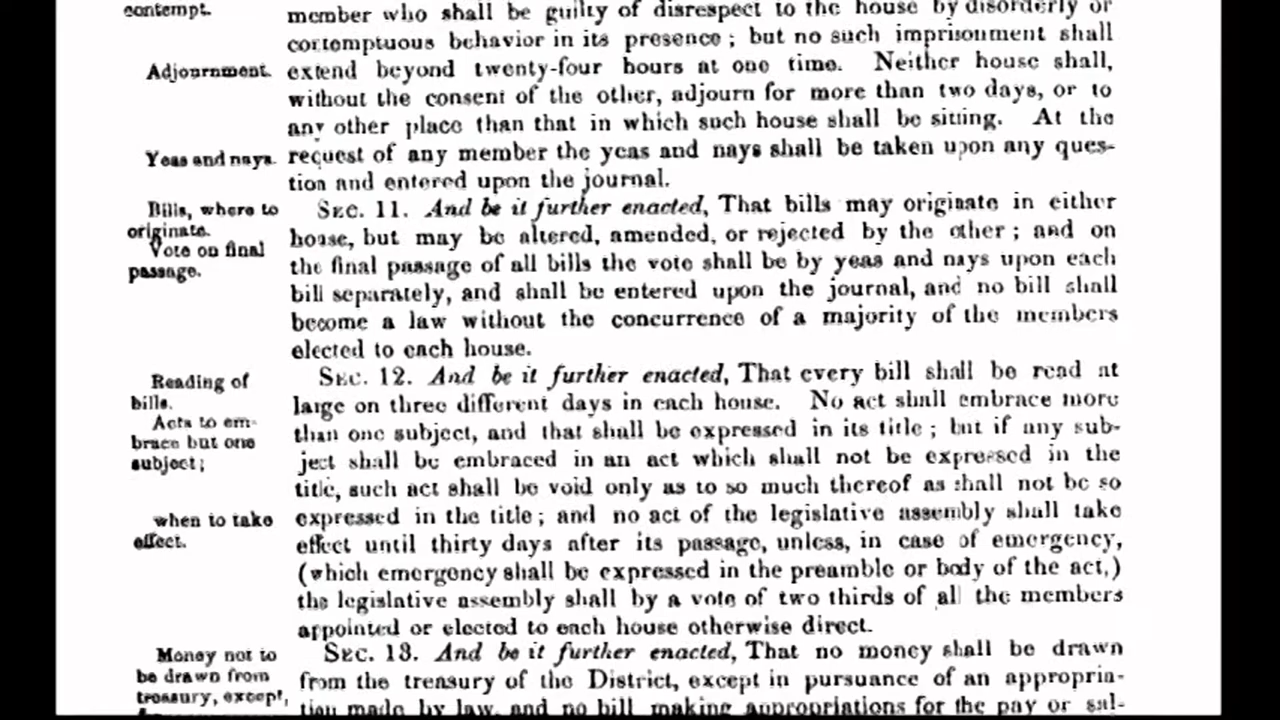 contempt.
member who shall be guilty of disrespect to the house by disorderly or
contemptuous behavior in its presence ; but no such imprisonment shall
Adjournment. extend beyond twenty-four hours at one time. Neither house shall,
without the consent of the other, adjourn for more than two days, or to
any other place than that in which such house shall be sitting. At the
Yeas and nays. request of any member the yeas and nays shall be taken upon any ques-
tion and entered upon the journal.
Bills, where to
originate.
Vote on final
passage.
SEC. 11. And be it further enacted, That bills may originate in either
house, but may be altered, amended, or rejected by the other ; and on
the final passage of all bills the vote shall be by yeas and nays upon each
bill separately, and shall be entered upon the journal, and no bill shall
become a law without the concurrence of a majority of the members
elected to each house.
Reading of
bills.
Acts to em-
brace but one
subject ;
SEC. 12. And be it further enacted, That every bill shall be read at
large on three different days in each house. No act shall embrace more
than one subject, and that shall be expressed in its title ; but if any sub-
ject shall be embraced in an act which shall not be expressed in the
title, such act shall be void only as to so much thereof as shall not be so
when to take
effect.
expressed in the title ; and no act of the legislative assembly shall take
effect until thirty days after its passage, unless, in case of emergency,
(which emergency shall be expressed in the preamble or body of the act,)
the legislative assembly shall by a vote of two thirds of all the members
appointed or elected to each house otherwise direct.
Money not to
be drawn from
treasury, except,
SEC. 13. And be it further enacted, That no money shall be drawn
from the treasury of the District, except in pursuance of an appropria-
tion made by law, and no bill making appropriations for the pay or sal-